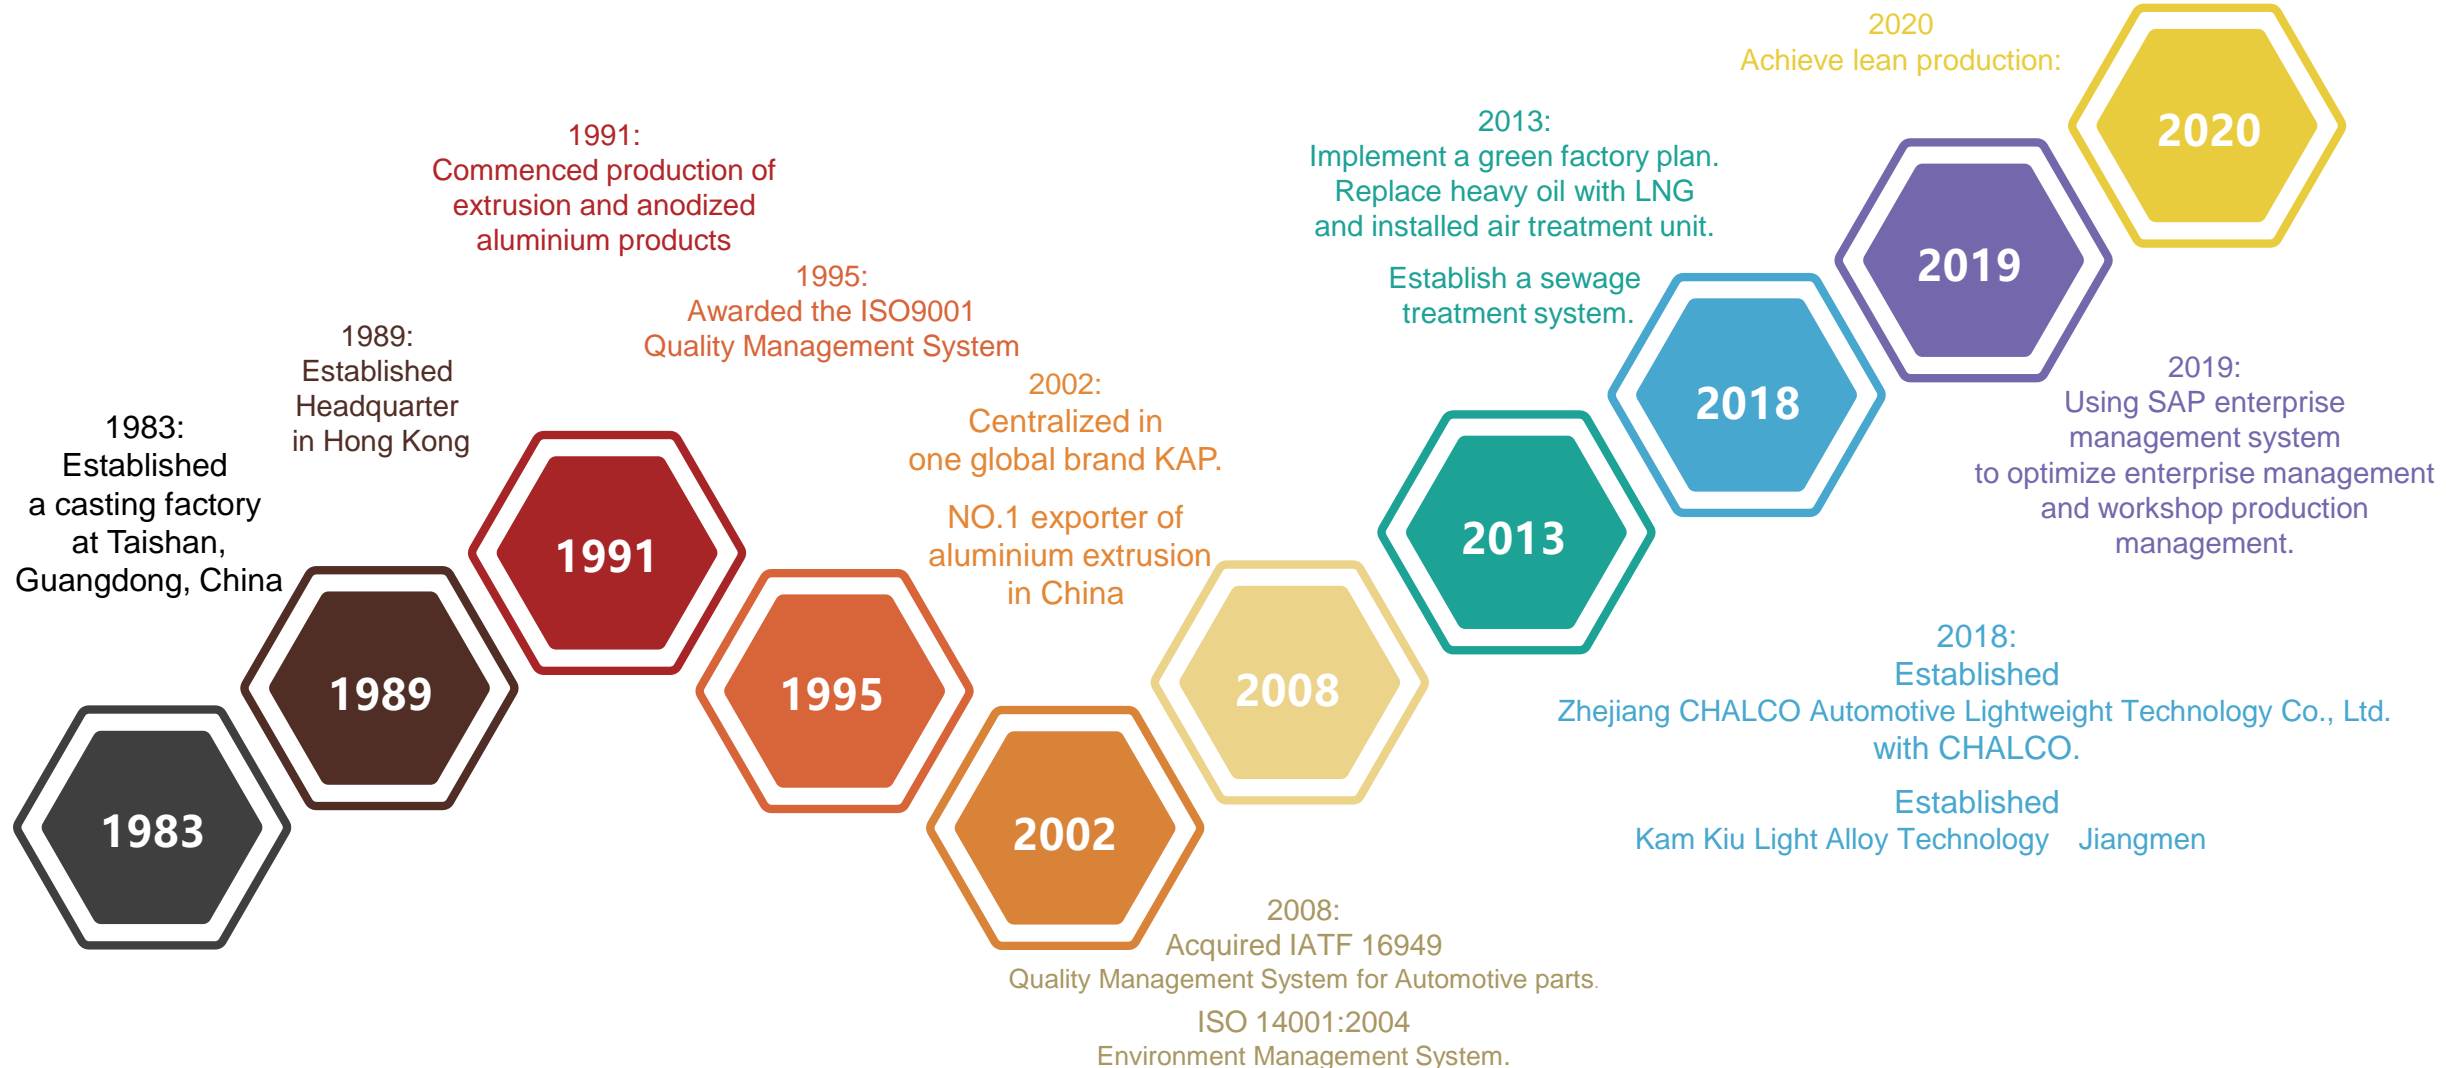 1983:
Established
a casting factory
at Taishan,
Guangdong, China
1983
1989:
Established
Headquarter
in Hong Kong
1989
1991:
Commenced production of
extrusion and anodized
aluminium products
1991
1995:
Awarded the ISO9001
Quality Management System
1995
2002:
Centralized in
one global brand KAP.
NO.1 exporter of
aluminium extrusion
in China
2002
2008
2008:
Acquired IATF 16949
Quality Management System for Automotive parts.
ISO 14001:2004
Environment Management System.
2013:
Implement a green factory plan.
Replace heavy oil with LNG
and installed air treatment unit.
Establish a sewage
treatment system.
2013
2018
2018:
Established
Zhejiang CHALCO Automotive Lightweight Technology Co., Ltd.
with CHALCO.
Established
Kam Kiu Light Alloy Technology Jiangmen
2019
2019:
Using SAP enterprise
management system
to optimize enterprise management
and workshop production
management.
2020
Achieve lean production:
2020